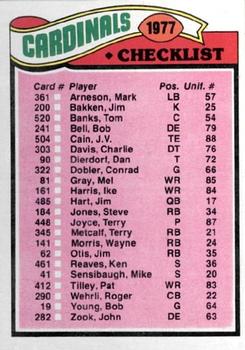 CARDINALS
1977
CHECKLIST
Card # Player Pos. Unif. #
361 Arneson, Mark LB 57
200 Bakken, Jim K 25
520 Banks, Tom C 54
241 Bell, Bob DE 79
504 Cain, J.V. TE 88
303 Davis, Charlie DT 76
90 Dierdorf, Dan T 72
322 Dobler, Conrad G 66
81 Gray, Mel WR 85
161 Harris, Ike WR 84
485 Hart, Jim QB 17
184 Jones, Steve RB 34
448 Joyce, Terry P 87
345 Metcalf, Terry RB 21
141 Morris, Wayne RB 24
62 Otis, Jim RB 35
461 Reaves, Ken S 36
41 Sensibaugh, Mike S 20
412 Tilley, Pat WR 83
290 Wehrli, Roger CB 22
19 Young, Bob G 64
282 Zook, John DE 63